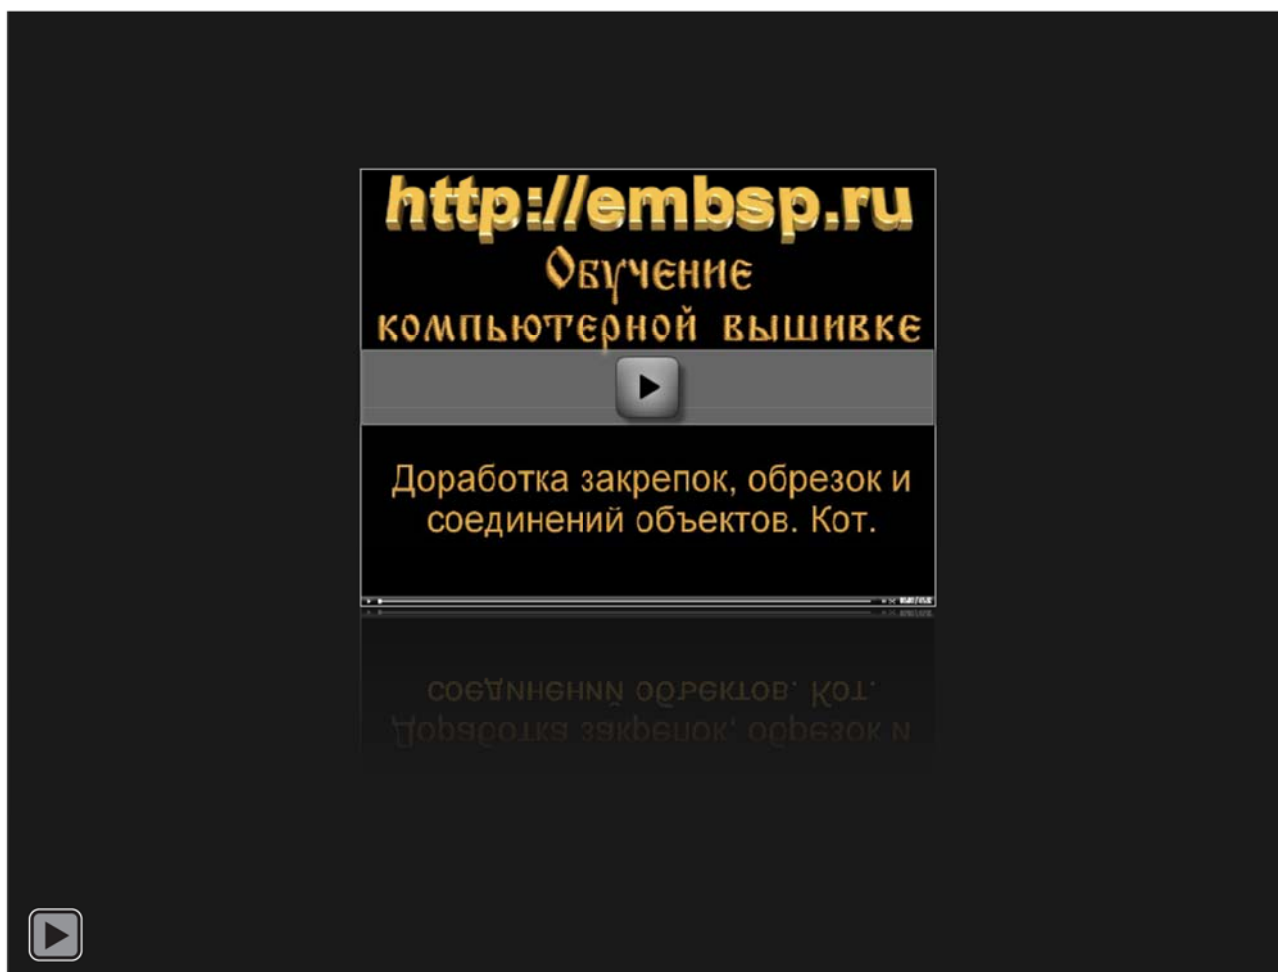 http://embsp.ru
Обучение
компьютерной вышивке
Доработка закрепок, обрезок и
соединений объектов. Кот.